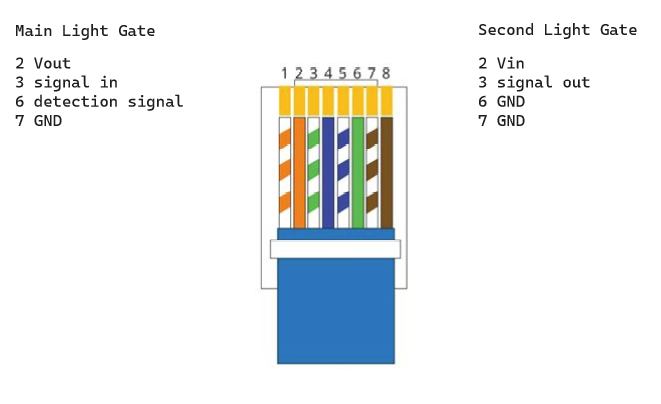 Main Light Gate
2 Vout
3 signal in
6 detection signal
7 GND
1 2 3 4 5 6 7 8
Second Light Gate
2 Vin
3 signal out
6 GND
7 GND